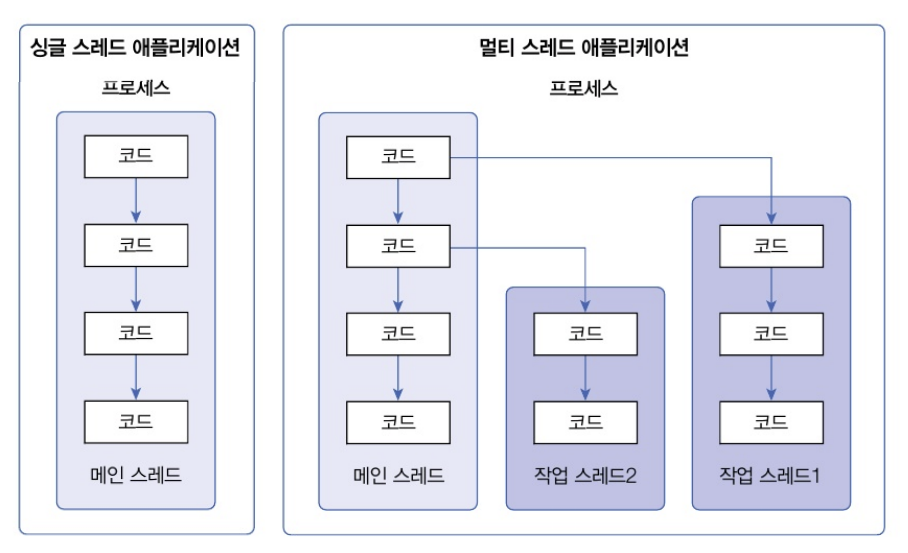 싱글 스레드 애플리케이션
프로세스
코드
코드
코드
코드
메인 스레드
멀티 스레드 애플리케이션
프로세스
코드
코드
코드
코드
메인 스레드
코드
코드
작업 스레드2
코드
코드
코드
작업 스레드1